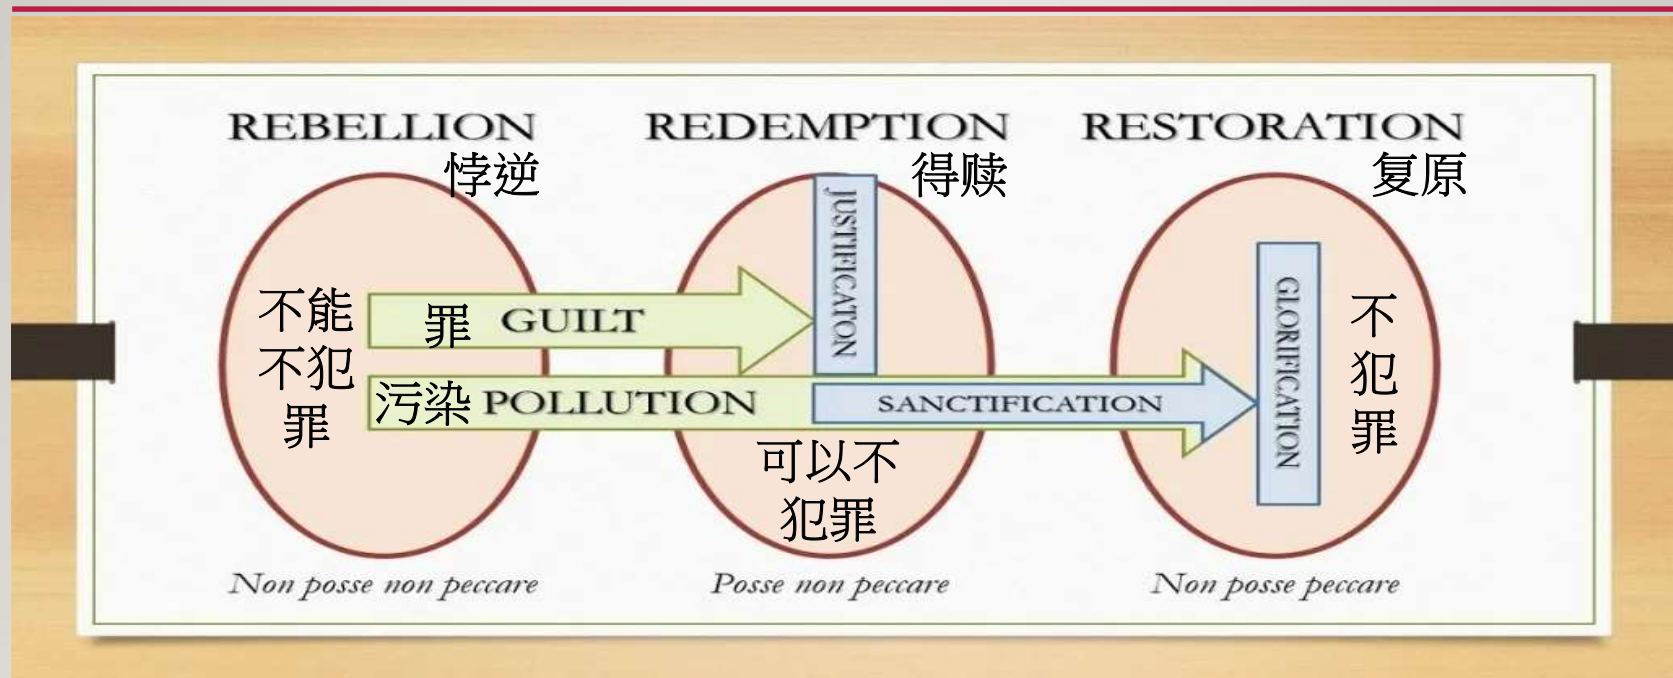 REBELLION
悖逆
REDEMPTION
得赎
RESTORATION
复原
不能
不犯
罪
罪 GUILT
污染 POLLUTION
JUSTIFICATON
SANCTIFICATION
可以不
犯罪
GLORIFICATION
不
犯
罪
Non posse non peccare
Posse non peccare
Non posse peccare